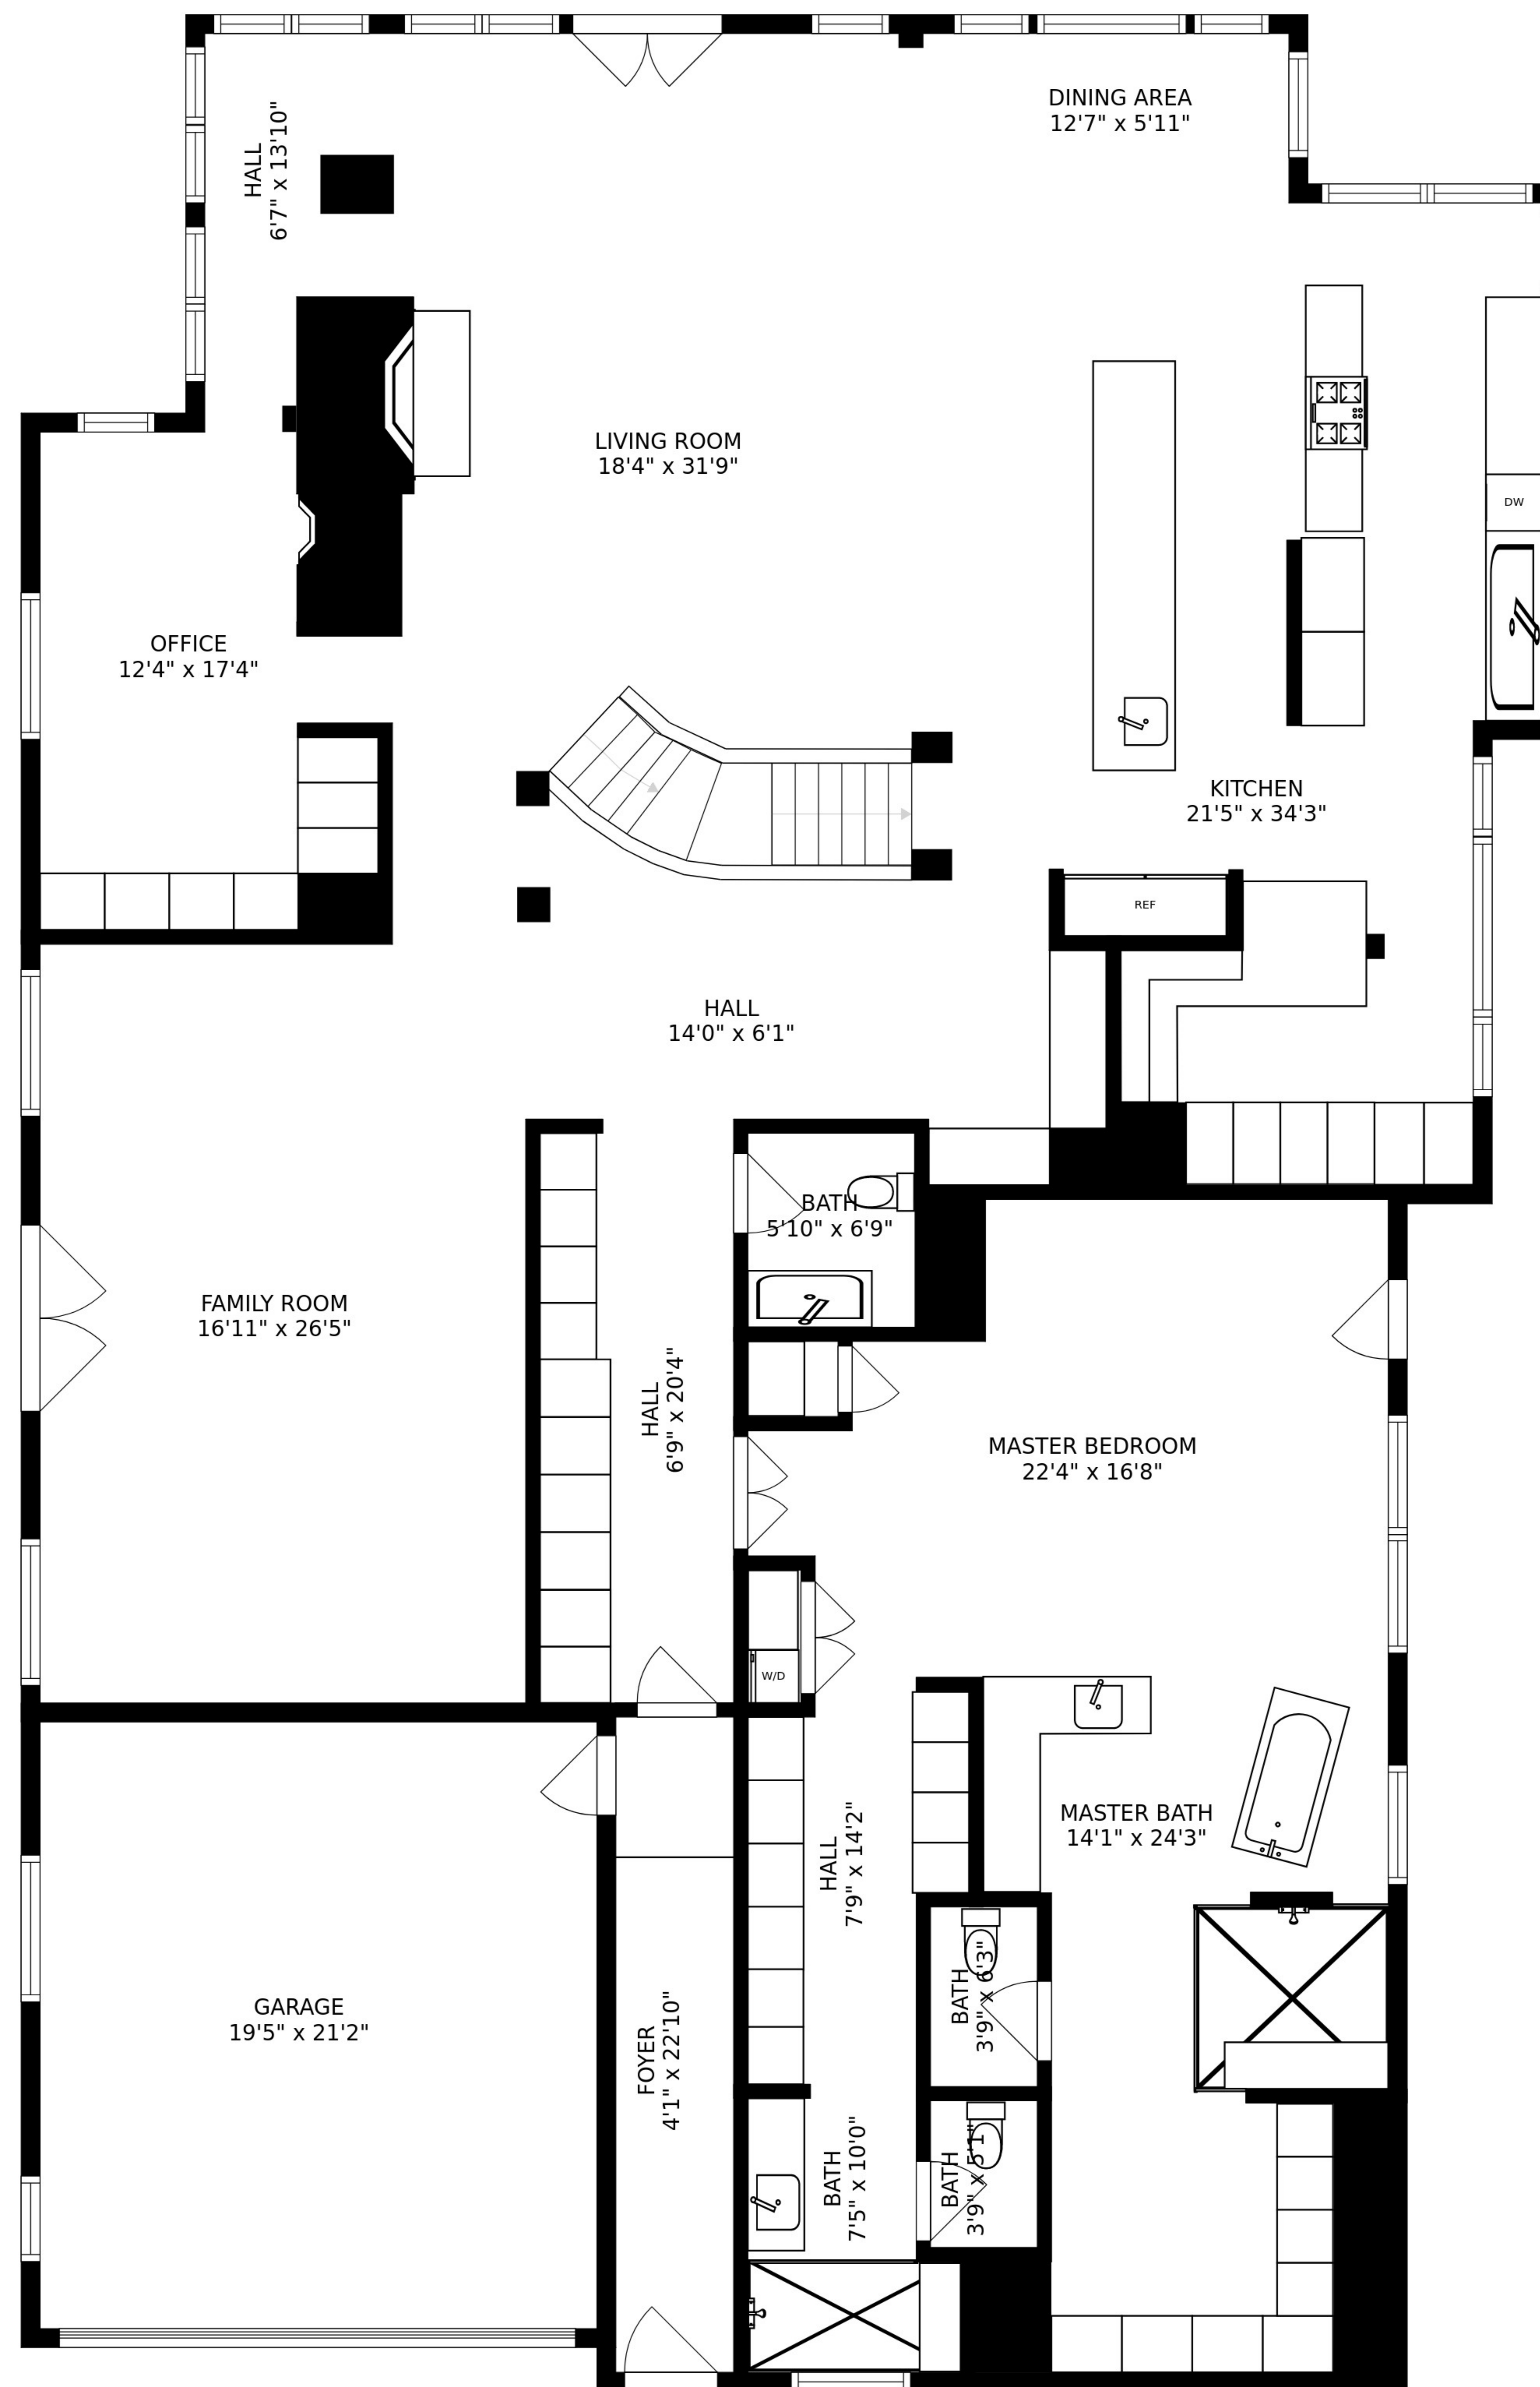 DINING AREA
12'7" x 5'11"
HALL
6'7" x 13'10"
LIVING ROOM
18'4" x 31'9"
DW
OFFICE
12'4" x 17'4"
KITCHEN
21'5" x 34'3"
REF
HALL
14'0" x 6'1"
BATH
5'10" x 6'9"
FAMILY ROOM
16'11" x 26'5"
HALL
6'9" x 20'4"
MASTER BEDROOM
22'4" x 16'8"
W/D
MASTER BATH
14'1" x 24'3"
HALL
7'9" x 14'2"
BATH
3'9" x 6'3"
GARAGE
19'5" x 21'2"
FOYER
4'1" x 22'10"
BATH
7'5" x 10'0"
BATH
3'9" x 5'1"